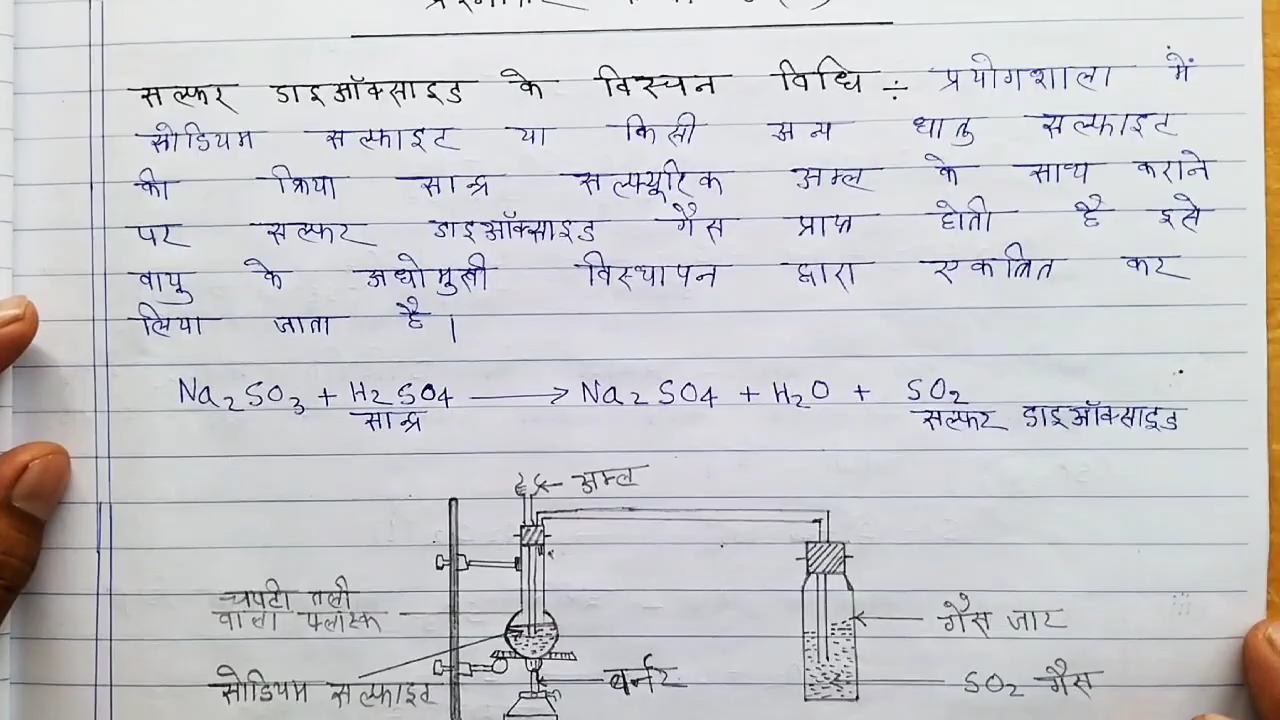 सल्फर डाइऑक्साइड के विरचन विधि ÷ प्रयोगशाला में
सोडियम सल्फाइट या किसी अन्य धातु सल्फाइट
की क्रिया सान्द्र सल्फ्यूरिक अम्ल के साथ कराने
पर सल्फर डाइऑक्साइड गैस प्राप्त होती है इसे
वायु के अधोमुखी विस्थापन द्वारा एकत्रित कर
लिया जाता है।
Na₂SO₃ + H₂SO₄ ⟶ Na₂SO₄ + H₂O + SO₂
सान्द्र सल्फर डाइऑक्साइड
अम्ल
चपटी तली
वाला फ्लास्क
गैस जार
सोडियम सल्फाइट
बर्नर
SO₂ गैस